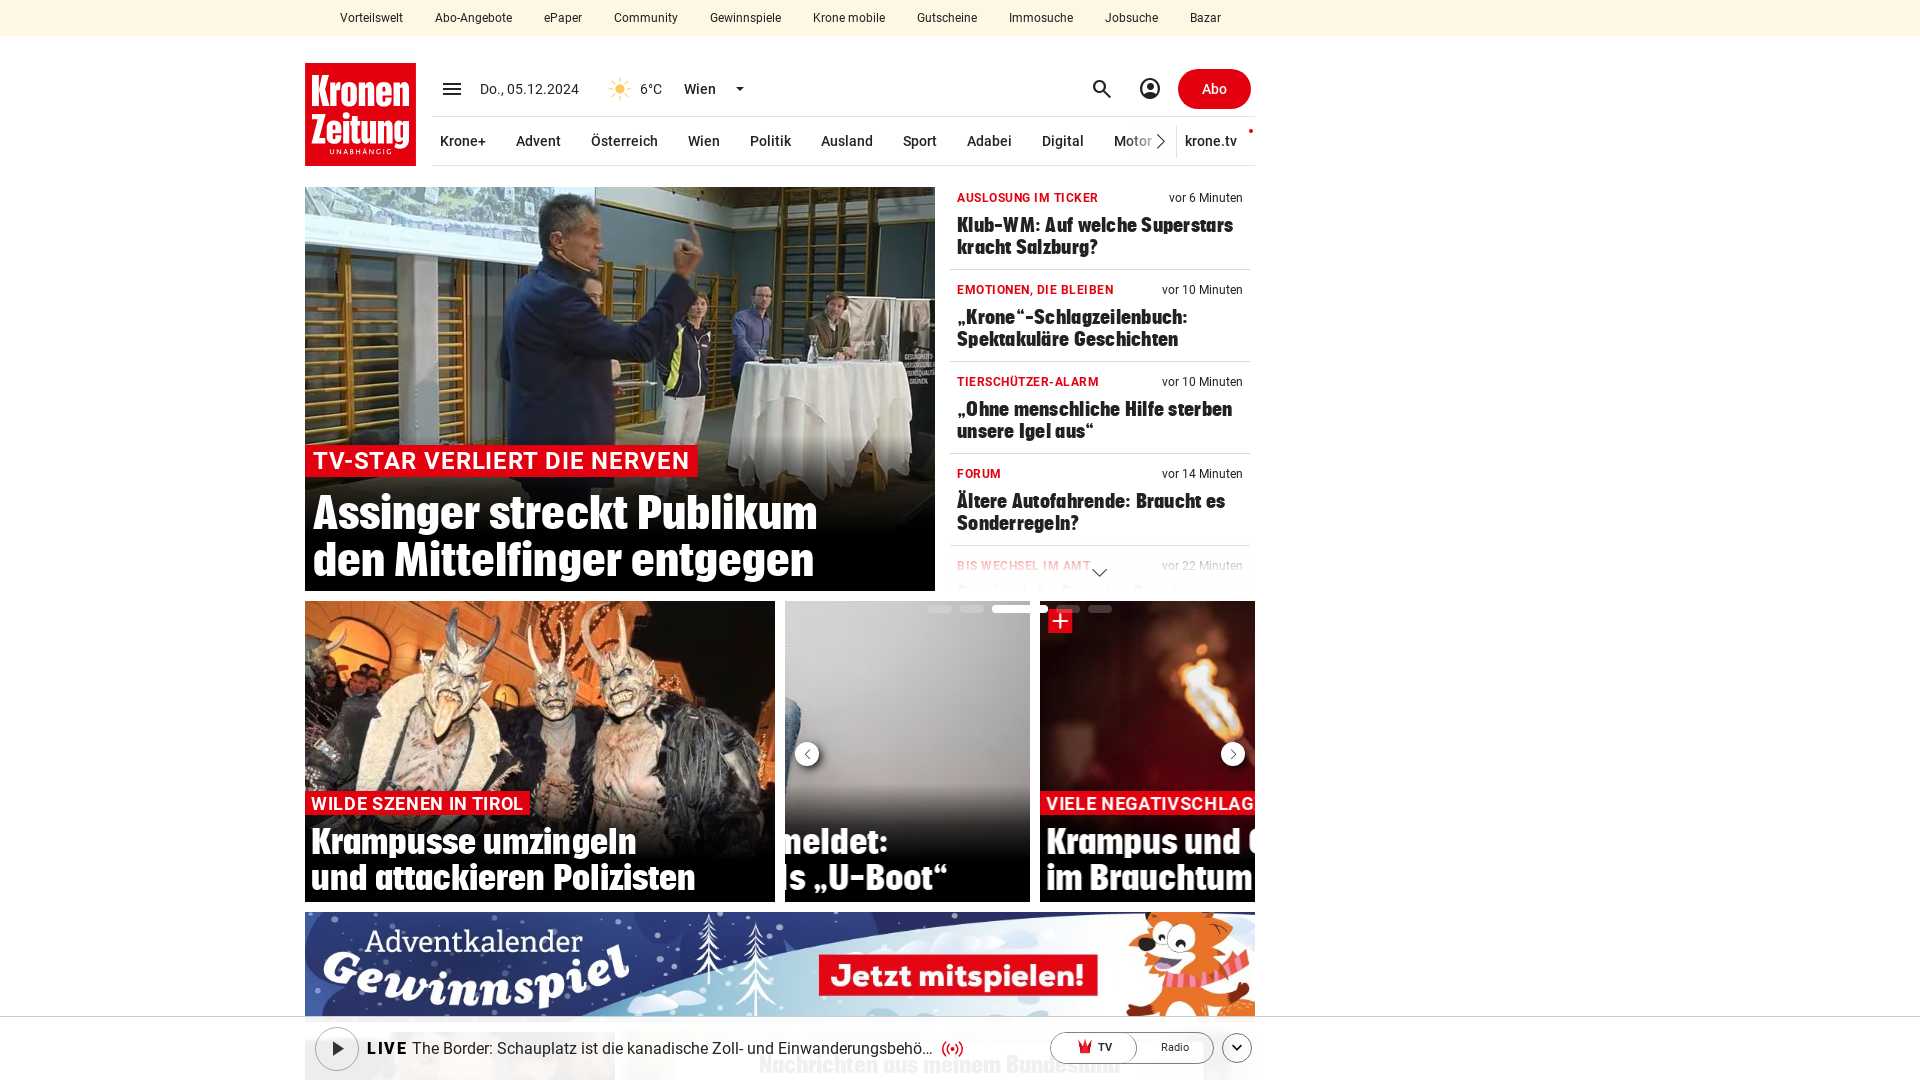 Vorteilswelt Abo-Angebote ePaper Community Gewinnspiele Krone mobile Gutscheine Immosuche Jobsuche Bazar
Kronen
Zeitung
UNABHÄNGIG
Do., 05.12.2024 6°C Wien
Abo
Krone+ Advent Österreich Wien Politik Ausland Sport Adabei Digital Motor krone.tv
TV-STAR VERLIERT DIE NERVEN
Assinger streckt Publikum
den Mittelfinger entgegen
AUSLOSUNG IM TICKER vor 6 Minuten
Klub-WM: Auf welche Superstars
kracht Salzburg?
EMOTIONEN, DIE BLEIBEN vor 10 Minuten
„Krone“-Schlagzeilenbuch:
Spektakuläre Geschichten
TIERSCHÜTZER-ALARM vor 10 Minuten
„Ohne menschliche Hilfe sterben
unsere Igel aus“
FORUM vor 14 Minuten
Ältere Autofahrende: Braucht es
Sonderregeln?
BIS WECHSEL IM AMT vor 22 Minuten
WILDE SZENEN IN TIROL
Krampusse umzingeln
und attackieren Polizisten
meldet:
ls „U-Boot“
VIELE NEGATIVSCHLAG
Krampus und
im Brauchtum
Adventkalender
Gewinnspiel
Jetzt mitspielen!
LIVE The Border: Schauplatz ist die kanadische Zoll- und Einwanderungsbehö...
TV Radio
Nachrichten aus meinem Bundesland